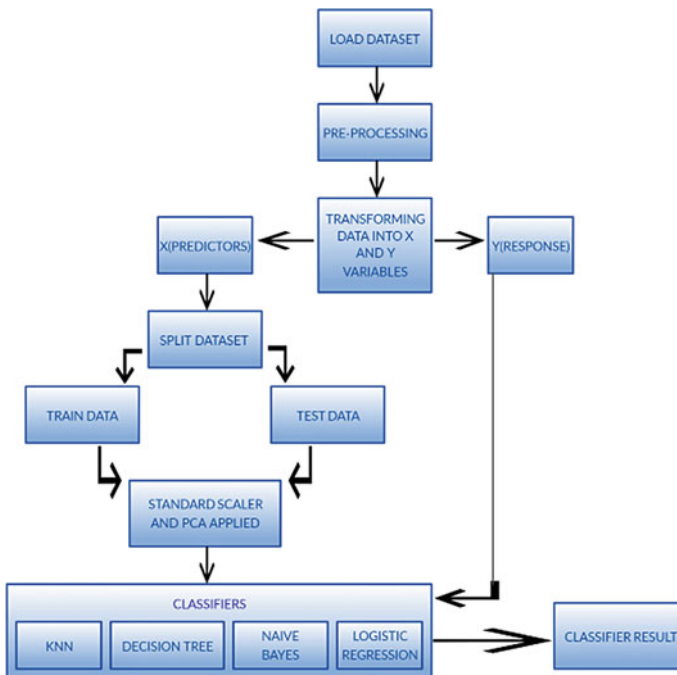 LOAD DATASET
PRE-PROCESSING
TRANSFORMING
DATA INTO X
AND Y
VARIABLES
X(PREDICTORS)
Y(RESPONSE)
SPLIT DATASET
TRAIN DATA
TEST DATA
STANDARD SCALER
AND PCA APPLIED
CLASSIFIERS
KNN
DECISION TREE
NAIVE
BAYES
LOGISTIC
REGRESSION
CLASSIFIER RESULT